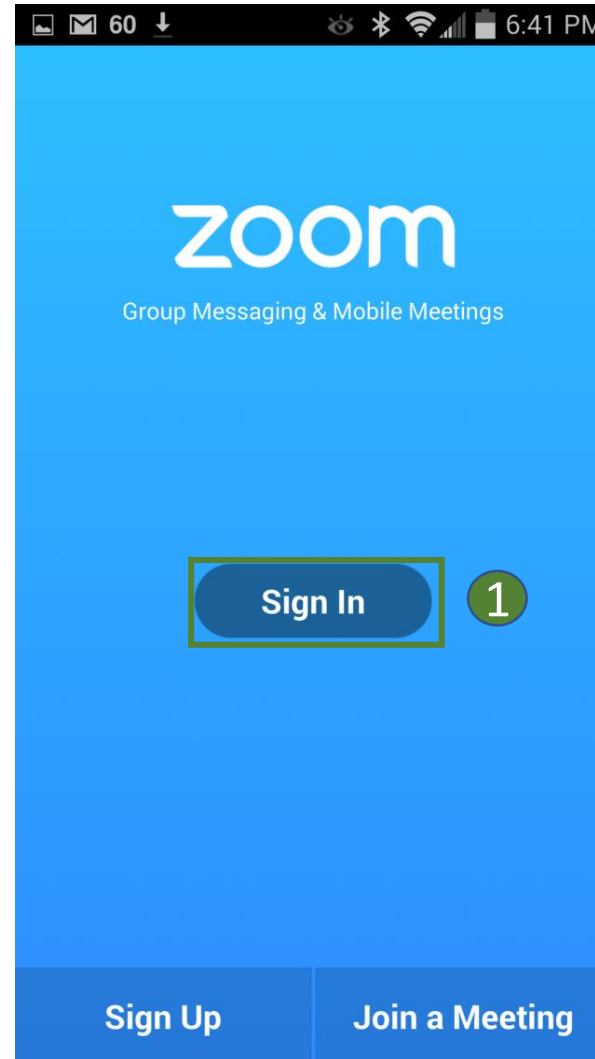 60 6:41 PM
zoom
Group Messaging & Mobile Meetings
Sign In 1
Sign Up Join a Meeting